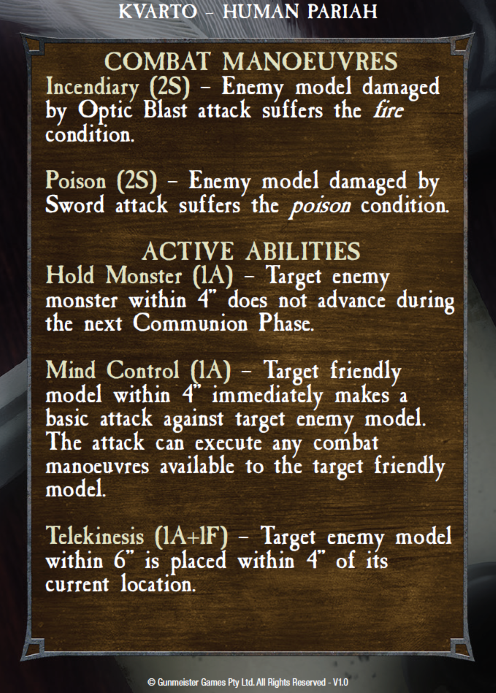 KVARTO – HUMAN PARIAH
COMBAT MANOEUVRES
Incendiary (2S) – Enemy model damaged
by Optic Blast attack suffers the fire
condition.
Poison (2S) – Enemy model damaged by
Sword attack suffers the poison condition.
ACTIVE ABILITIES
Hold Monster (1A) – Target enemy
monster within 4” does not advance during
the next Communion Phase.
Mind Control (1A) – Target friendly
model within 4” immediately makes a
basic attack against target enemy model.
The attack can execute any combat
manoeuvres available to the target friendly
model.
Telekinesis (1A+1F) – Target enemy model
within 6” is placed within 4” of its
current location.
© Gunmeister Games Pty Ltd. All Rights Reserved - V1.0